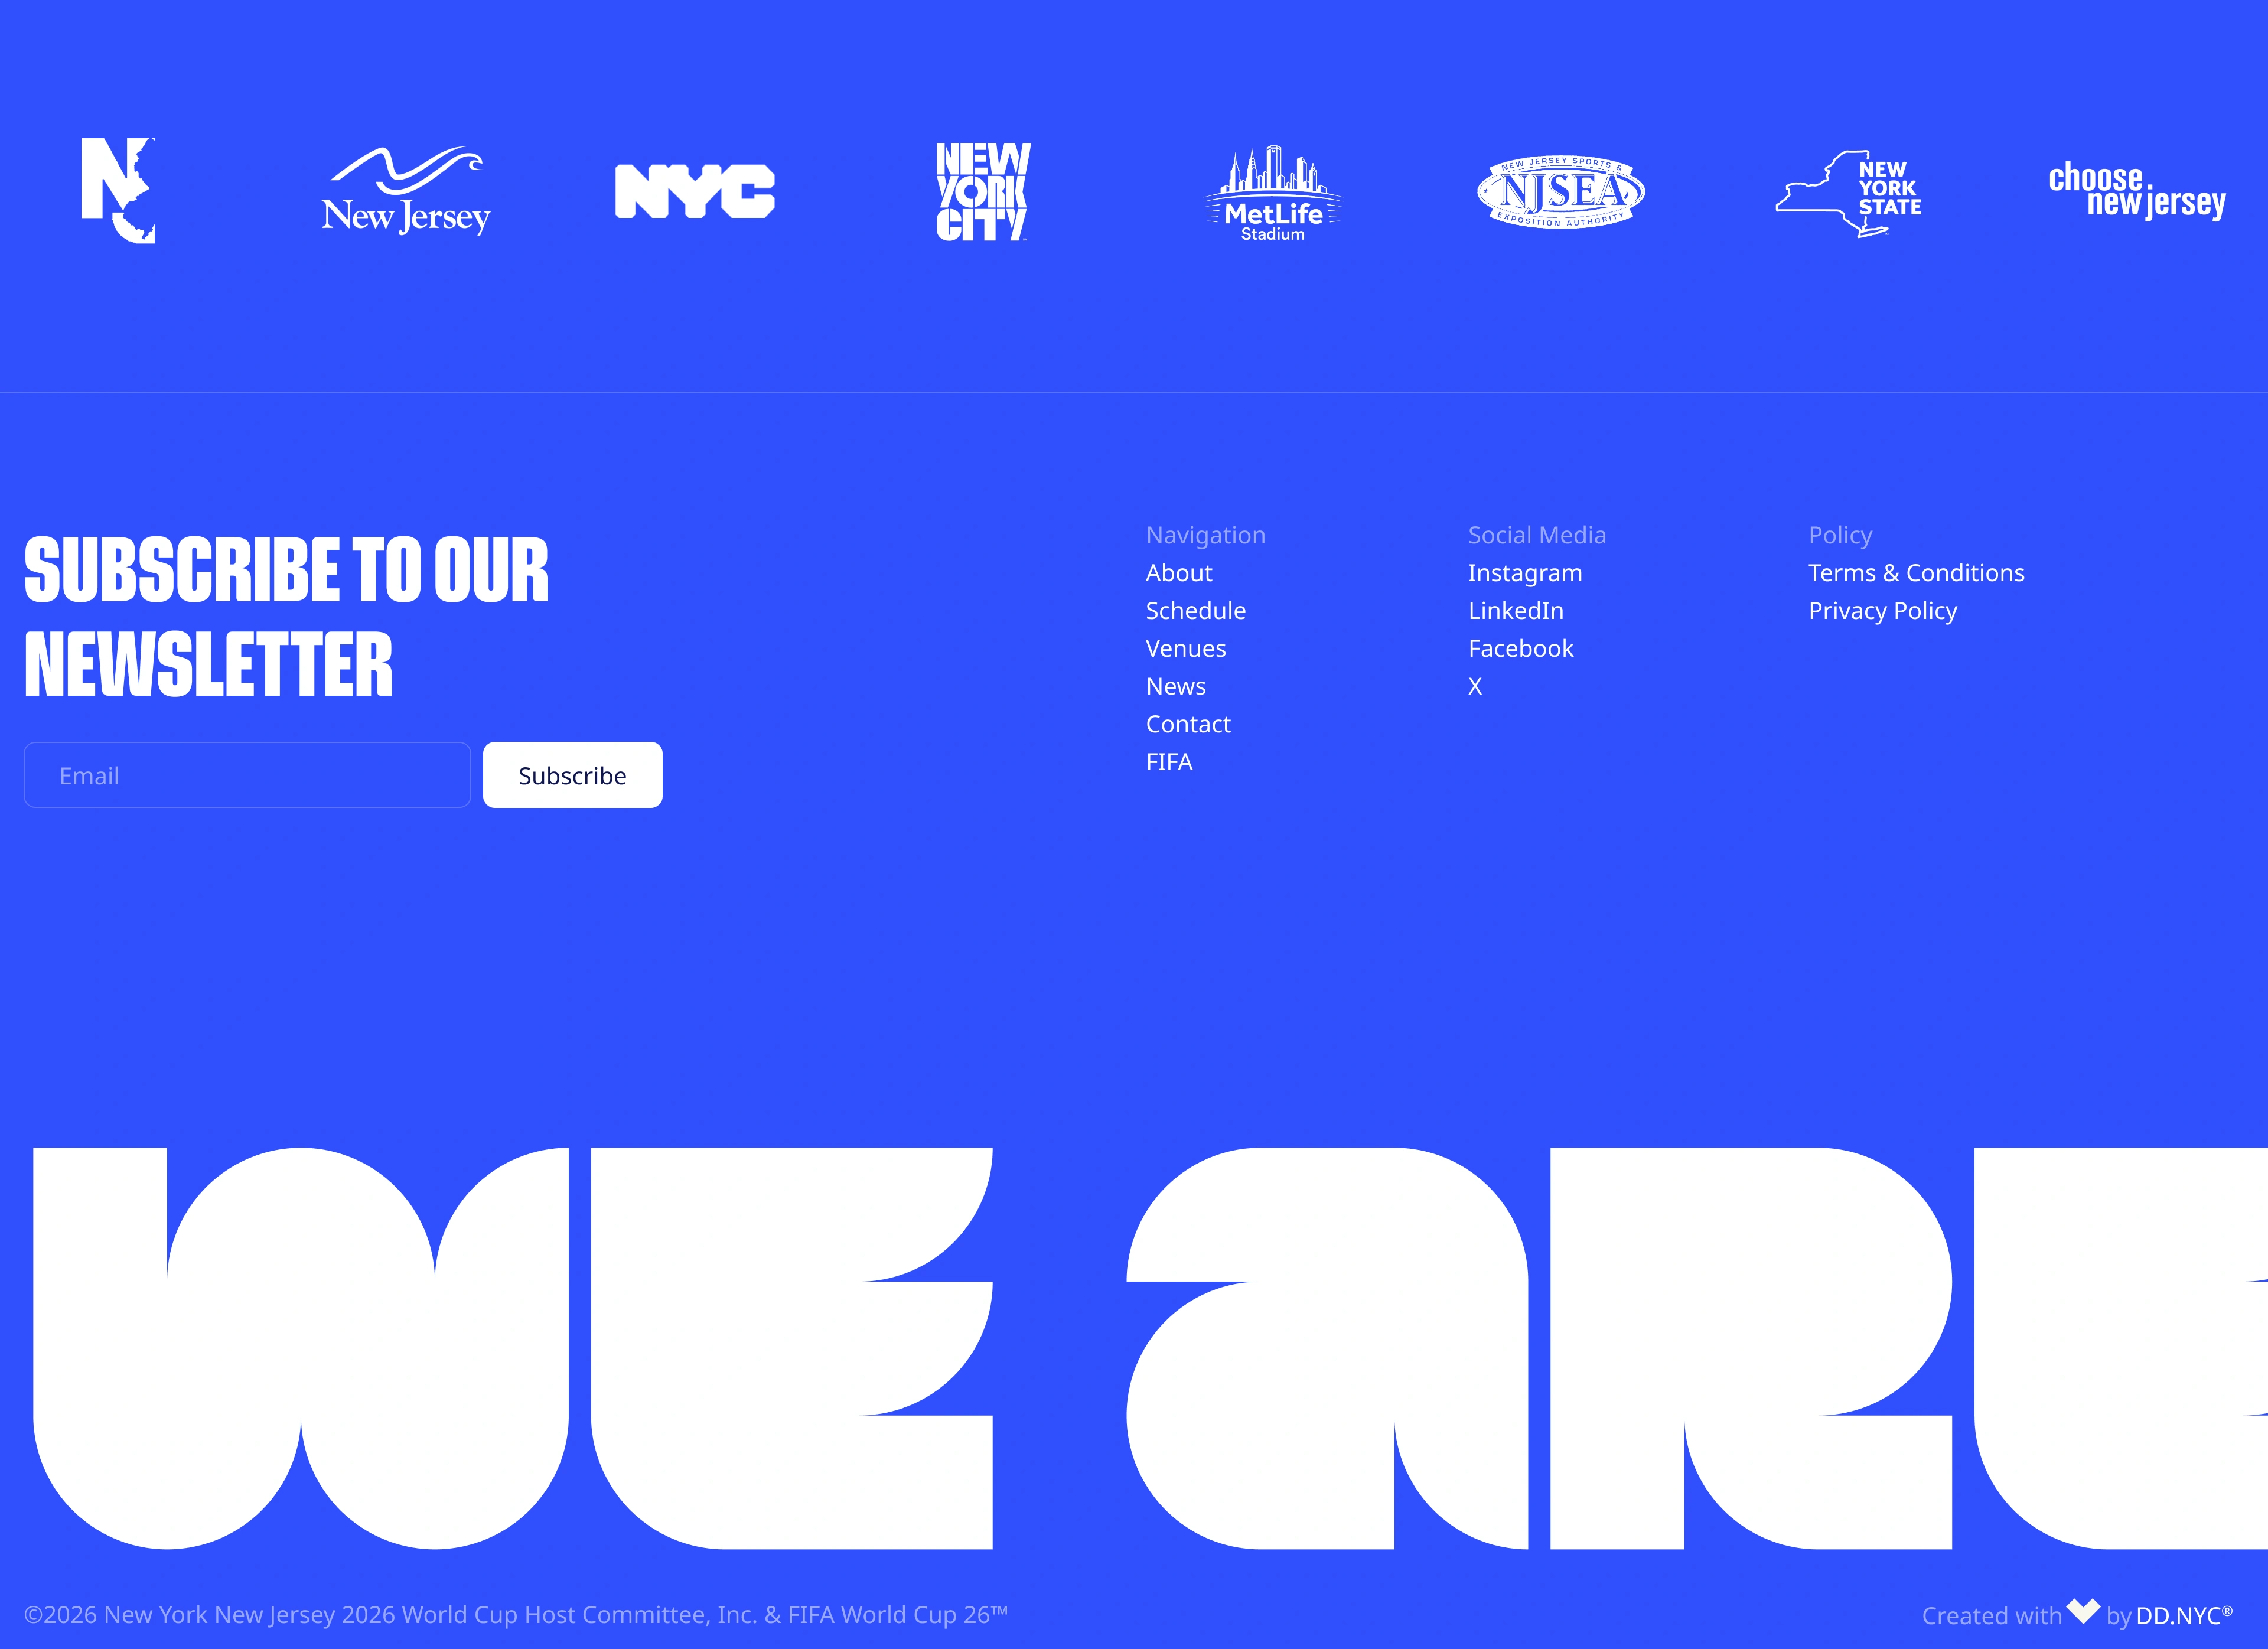 NJ
New Jersey
NYC
NEW
YORK
CITY
MetLife
Stadium
NEW JERSEY SPORTS &
NJSEA
EXPOSITION AUTHORITY
NEW
YORK
STATE
choose
new jersey
SUBSCRIBE TO OUR
NEWSLETTER
Email
Subscribe
Navigation
About
Schedule
Venues
News
Contact
FIFA
Social Media
Instagram
LinkedIn
Facebook
X
Policy
Terms & Conditions
Privacy Policy
WE ARE
©2026 New York New Jersey 2026 World Cup Host Committee, Inc. & FIFA World Cup 26™
Created with by DD.NYC®